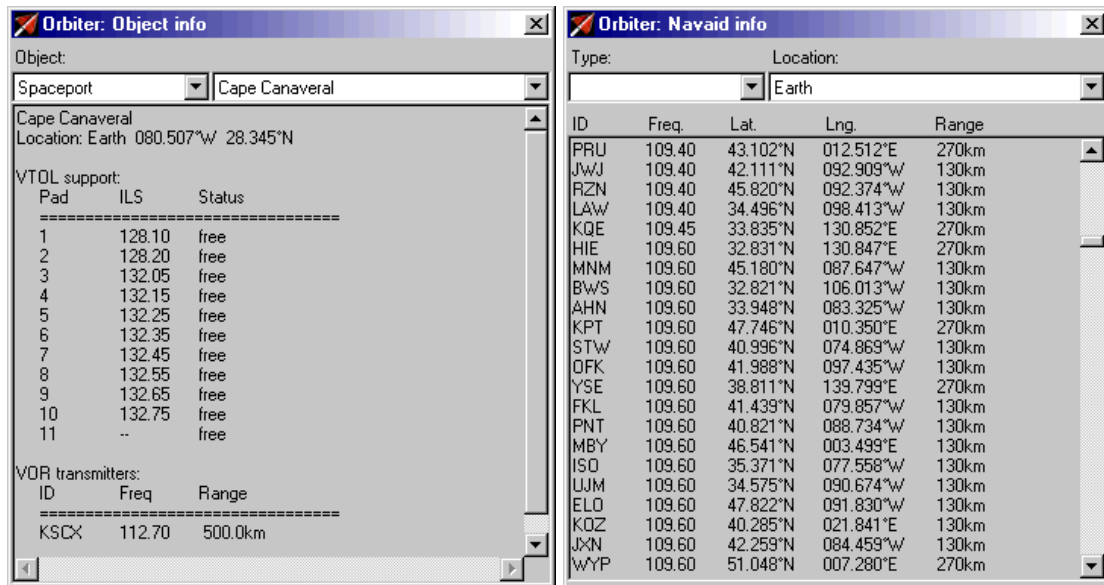 Orbiter: Object info
Object:
Spaceport Cape Canaveral
Cape Canaveral
Location: Earth 080.507°W 28.345°N
VTOL support:
Pad ILS Status
==================================
1 128.10 free
2 128.20 free
3 132.05 free
4 132.15 free
5 132.25 free
6 132.35 free
7 132.45 free
8 132.55 free
9 132.65 free
10 132.75 free
11 -- free
VOR transmitters:
ID Freq Range
==================================
KSCX 112.70 500.0km
Orbiter: Navaid info
Type: Location:
Earth
ID Freq. Lat. Lng. Range
PRU 109.40 43.102°N 012.512°E 270km
JWJ 109.40 42.111°N 092.909°W 130km
RZN 109.40 45.820°N 092.374°W 130km
LAW 109.40 34.496°N 098.413°W 130km
KQE 109.45 33.835°N 130.852°E 270km
HIE 109.60 32.831°N 130.847°E 270km
MNM 109.60 45.180°N 087.647°W 130km
BWS 109.60 32.821°N 106.013°W 130km
AHN 109.60 33.948°N 083.325°W 130km
KPT 109.60 47.746°N 010.350°E 270km
STW 109.60 40.996°N 074.869°W 130km
OFK 109.60 41.988°N 097.435°W 130km
YSE 109.60 38.811°N 139.799°E 270km
FKL 109.60 41.439°N 079.857°W 130km
PNT 109.60 40.821°N 088.734°W 130km
MBY 109.60 46.541°N 003.499°E 130km
ISO 109.60 35.371°N 077.558°W 130km
UJM 109.60 34.575°N 090.674°W 130km
ELO 109.60 47.822°N 091.830°W 130km
KOZ 109.60 40.285°N 021.841°E 130km
JXN 109.60 42.259°N 084.459°W 130km
WYP 109.60 51.048°N 007.280°E 270km